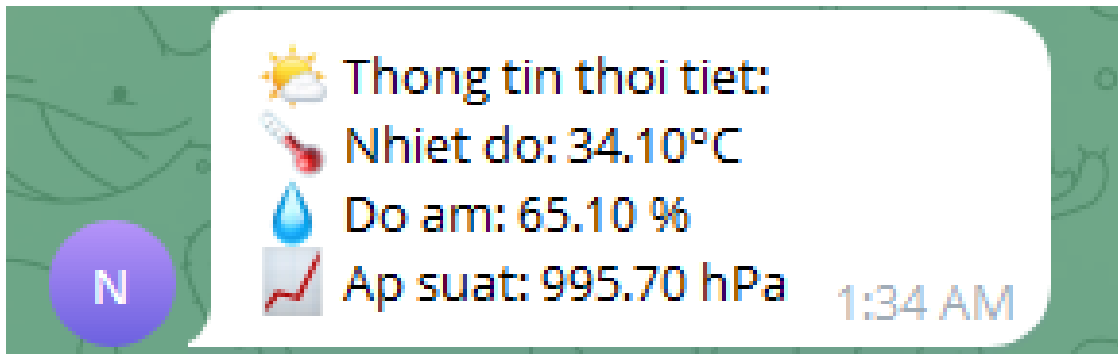 Thong tin thoi tiet:
Nhiet do: 34.10°C
Do am: 65.10 %
Ap suat: 995.70 hPa
1:34 AM
N